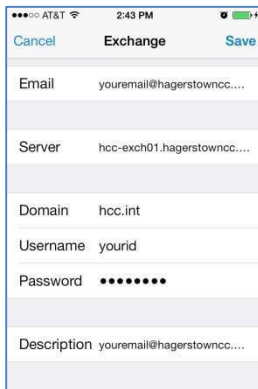 ●●●○○ AT&T 2:43 PM
Cancel Exchange Save
Email youremail@hagerstowncc....
Server hcc-exch01.hagerstowncc....
Domain hcc.int
Username yourid
Password ●●●●●●●●
Description youremail@hagerstowncc....